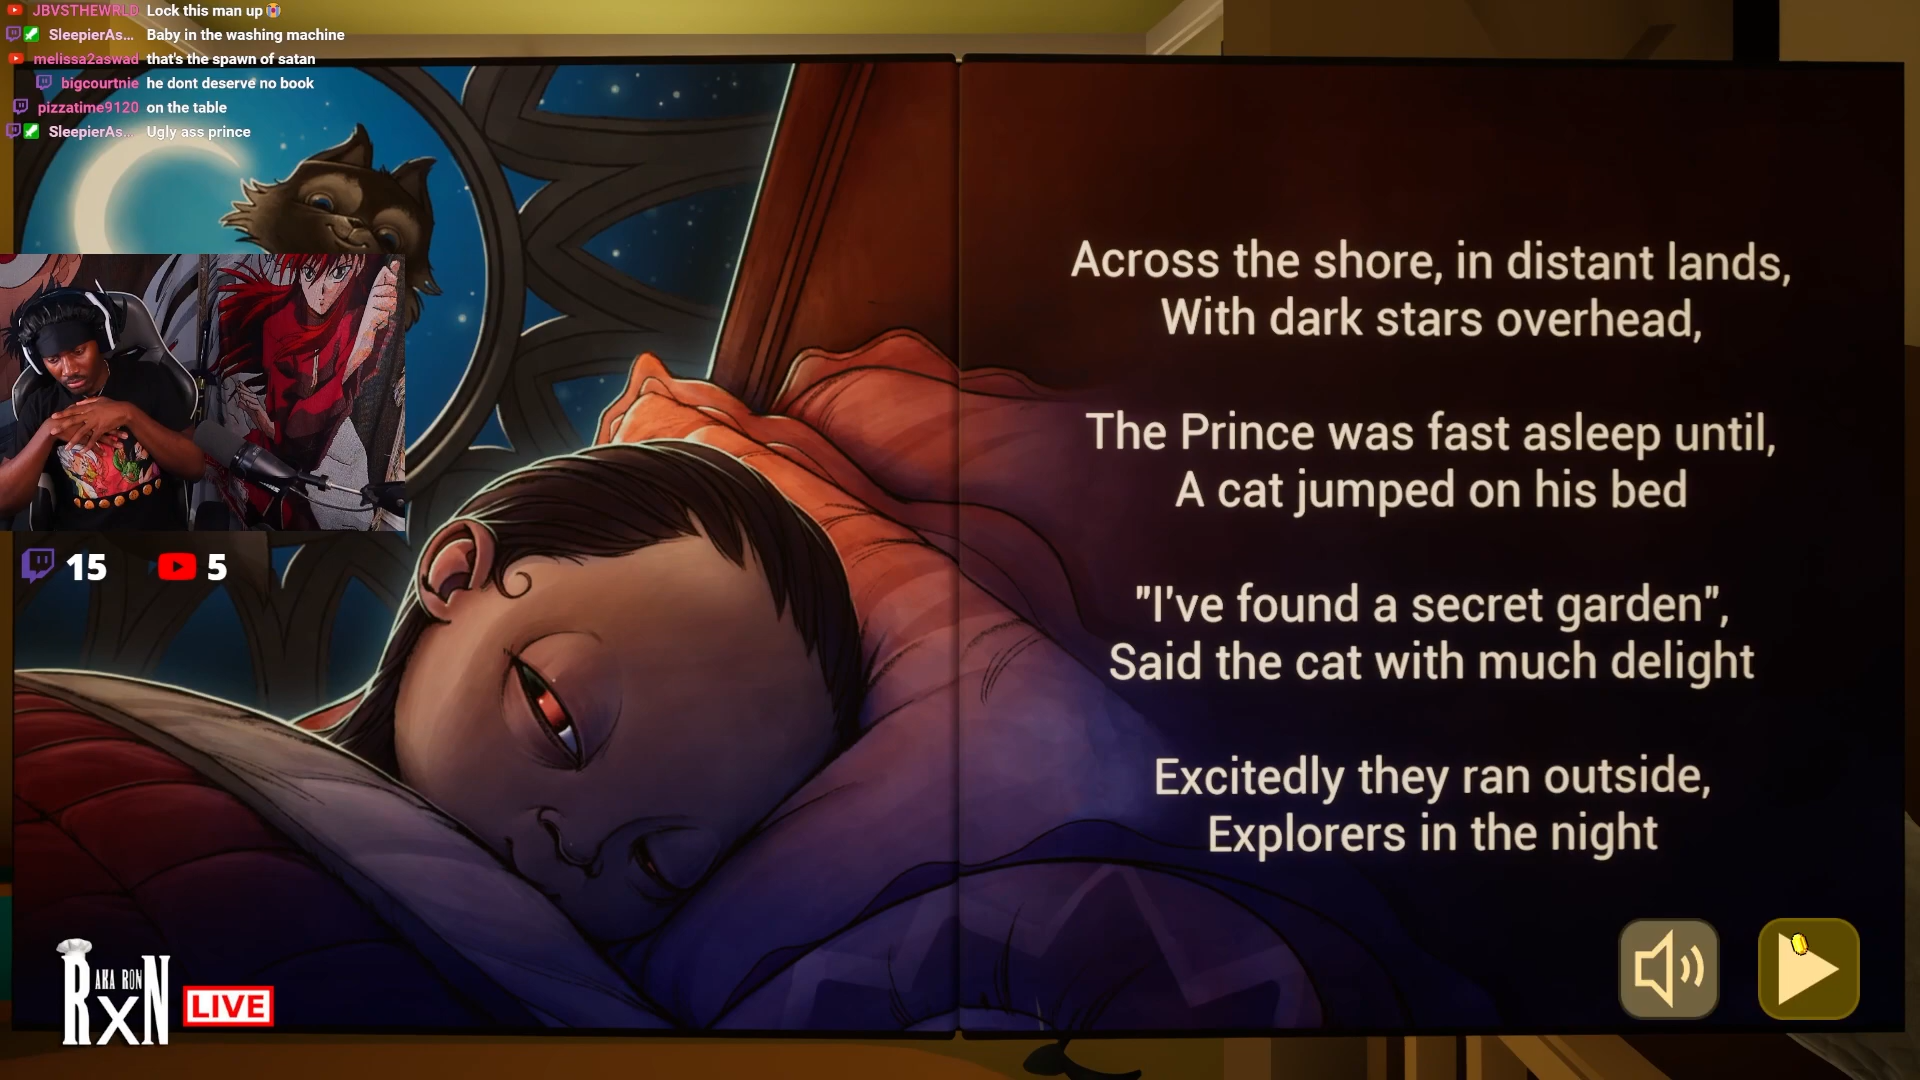 JBVSTHEWRLD Lock this man up
SleepierAs... Baby in the washing machine
melissa2aswad that's the spawn of satan
bigcourtnie he dont deserve no book
pizzatime9120 on the table
SleepierAs... Ugly ass prince
15 5
Across the shore, in distant lands,
With dark stars overhead,
The Prince was fast asleep until,
A cat jumped on his bed
"I've found a secret garden",
Said the cat with much delight
Excitedly they ran outside,
Explorers in the night
RXN AKA RON
LIVE